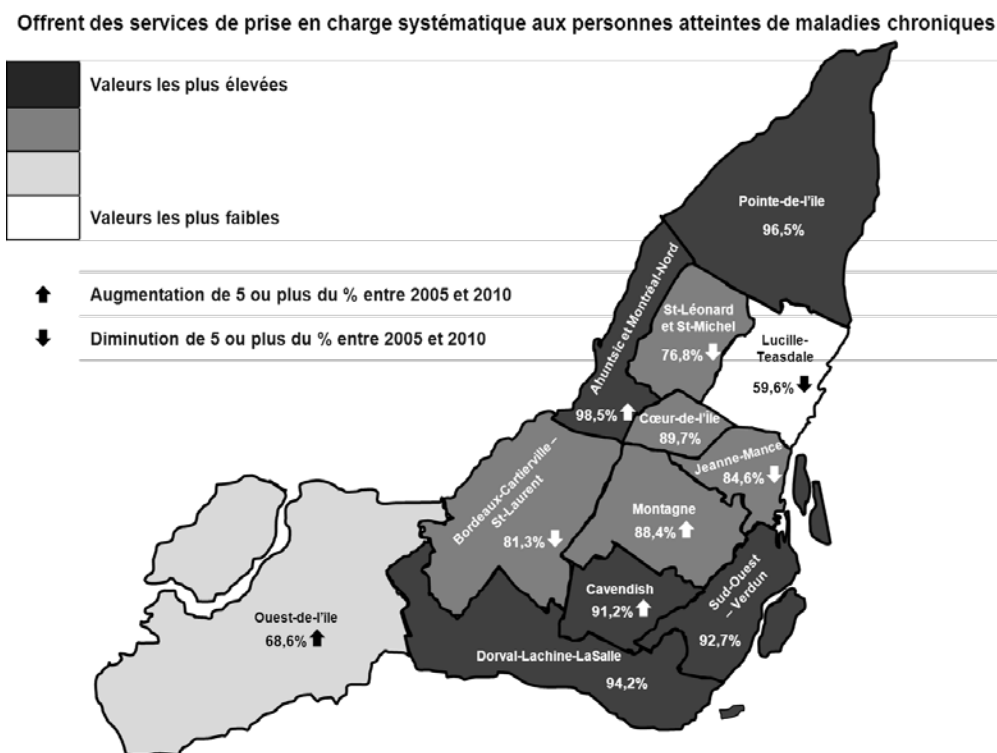 Offrent des services de prise en charge systématique aux personnes atteintes de maladies chroniques
Valeurs les plus élevées
Valeurs les plus faibles
Augmentation de 5 ou plus du % entre 2005 et 2010
Diminution de 5 ou plus du % entre 2005 et 2010
Pointe-de-l'île
96,5%
Ahuntsic et Montréal-Nord
98,5%
St-Léonard
et St-Michel
76,8%
Lucille-
Teasdale
59,6%
Cœur-de-l'île
89,7%
Jeanne-Mance
84,6%
Bordeaux-Cartierville –
St-Laurent
81,3%
Montagne
88,4%
Cavendish
91,2%
Sud-Ouest
– Verdun
92,7%
Ouest-de-l'île
68,6%
Dorval-Lachine-LaSalle
94,2%